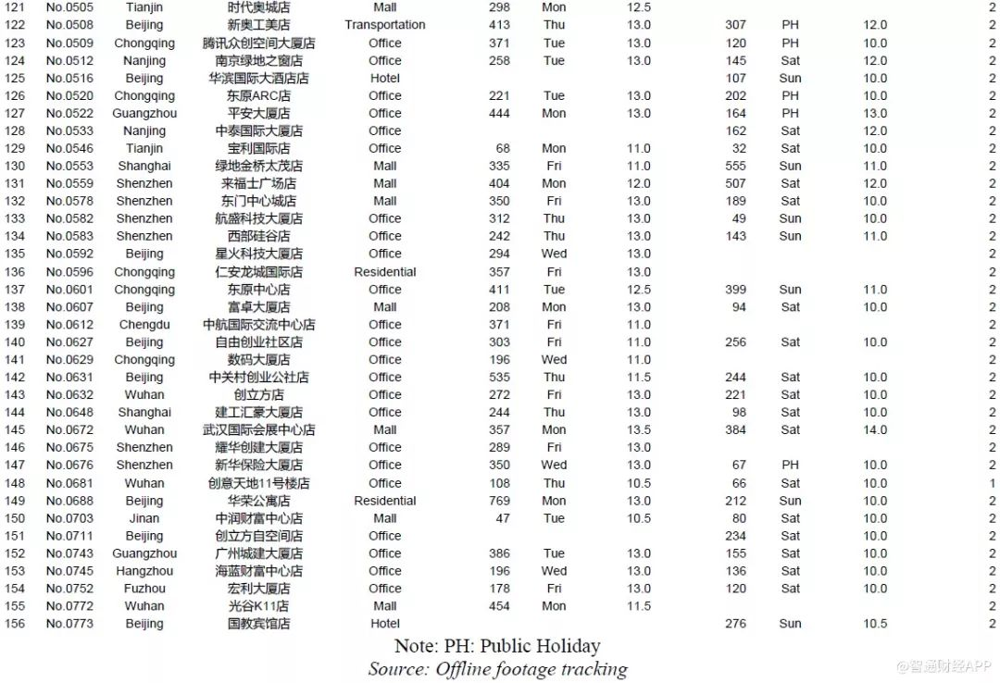 121 No.0505 Tianjin 时代奥城店 Mall 298 Mon 12.5 2
122 No.0508 Beijing 新奥工美店 Transportation 413 Thu 13.0 307 PH 12.0 2
123 No.0509 Chongqing 腾讯众创空间大厦店 Office 371 Tue 13.0 120 PH 10.0 2
124 No.0512 Nanjing 南京绿地之窗店 Office 258 Tue 13.0 145 Sat 12.0 2
125 No.0516 Beijing 华滨国际大酒店店 Hotel 107 Sun 10.0 2
126 No.0520 Chongqing 东原ARC店 Office 221 Tue 13.0 202 PH 10.0 2
127 No.0522 Guangzhou 平安大厦店 Office 444 Mon 13.0 164 PH 13.0 2
128 No.0533 Nanjing 中泰国际大厦店 Office 162 Sat 12.0 2
129 No.0546 Tianjin 宝利国际店 Office 68 Mon 11.0 32 Sat 10.0 2
130 No.0553 Shanghai 绿地金桥太茂店 Mall 335 Fri 11.0 555 Sun 11.0 2
131 No.0559 Shenzhen 来福士广场店 Mall 404 Mon 12.0 507 Sat 12.0 2
132 No.0578 Shenzhen 东门中心城店 Mall 350 Fri 13.0 189 Sat 10.0 2
133 No.0582 Shenzhen 航盛科技大厦店 Office 312 Thu 13.0 49 Sun 10.0 2
134 No.0583 Shenzhen 西部硅谷店 Office 242 Thu 13.0 143 Sun 11.0 2
135 No.0592 Beijing 星火科技大厦店 Office 294 Wed 13.0 2
136 No.0596 Chongqing 仁安龙城国际店 Residential 357 Fri 13.0 2
137 No.0601 Chongqing 东原中心店 Office 411 Tue 12.5 399 Sun 11.0 2
138 No.0607 Beijing 富卓大厦店 Mall 208 Mon 13.0 94 Sat 10.0 2
139 No.0612 Chengdu 中航国际交流中心店 Office 371 Fri 11.0 2
140 No.0627 Beijing 自由创业社区店 Office 303 Fri 11.0 256 Sat 10.0 2
141 No.0629 Chongqing 数码大厦店 Office 196 Wed 11.0 2
142 No.0631 Beijing 中关村创业公社店 Office 535 Thu 11.5 244 Sat 10.0 2
143 No.0632 Wuhan 创立方店 Office 272 Fri 13.0 221 Sat 10.0 2
144 No.0648 Shanghai 建工汇豪大厦店 Office 244 Thu 13.0 98 Sat 10.0 2
145 No.0672 Wuhan 武汉国际会展中心店 Mall 357 Mon 13.5 384 Sat 14.0 2
146 No.0675 Shenzhen 耀华创建大厦店 Office 289 Fri 13.0 2
147 No.0676 Shenzhen 新华保险大厦店 Office 350 Wed 13.0 67 PH 10.0 2
148 No.0681 Wuhan 创意天地11号楼店 Office 108 Thu 10.5 66 Sat 10.0 1
149 No.0688 Beijing 华荣公寓店 Residential 769 Mon 13.0 212 Sun 10.0 2
150 No.0703 Jinan 中润财富中心店 Mall 47 Tue 10.5 80 Sat 10.0 2
151 No.0711 Beijing 创立方自空间店 Office 234 Sat 10.0 2
152 No.0743 Guangzhou 广州城建大厦店 Office 386 Tue 13.0 155 Sat 10.0 2
153 No.0745 Hangzhou 海蓝财富中心店 Office 196 Wed 13.0 136 Sat 10.0 2
154 No.0752 Fuzhou 宏利大厦店 Office 178 Fri 13.0 120 Sat 10.0 2
155 No.0772 Wuhan 光谷K11店 Mall 454 Mon 11.5 2
156 No.0773 Beijing 国教宾馆店 Hotel 276 Sun 10.5 2
Note: PH: Public Holiday
Source: Offline footage tracking
@智通财经APP